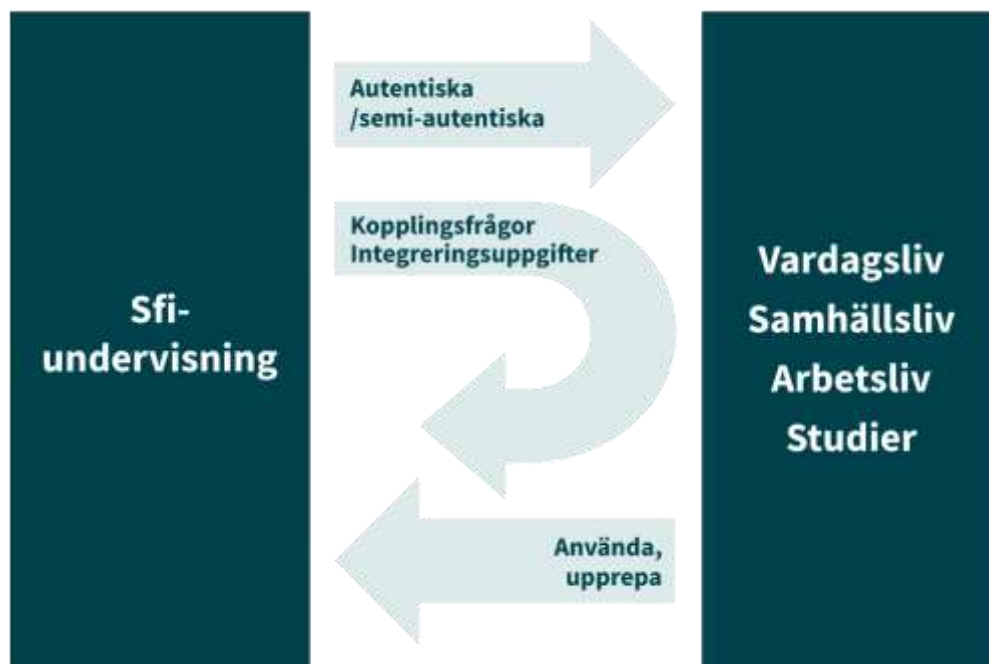 Sfi-
undervisning
Autentiska
/semi-autentiska
Kopplingsfrågor
Integreringsuppgifter
Använda,
upprepa
Vardagsliv
Samhällsliv
Arbetsliv
Studier